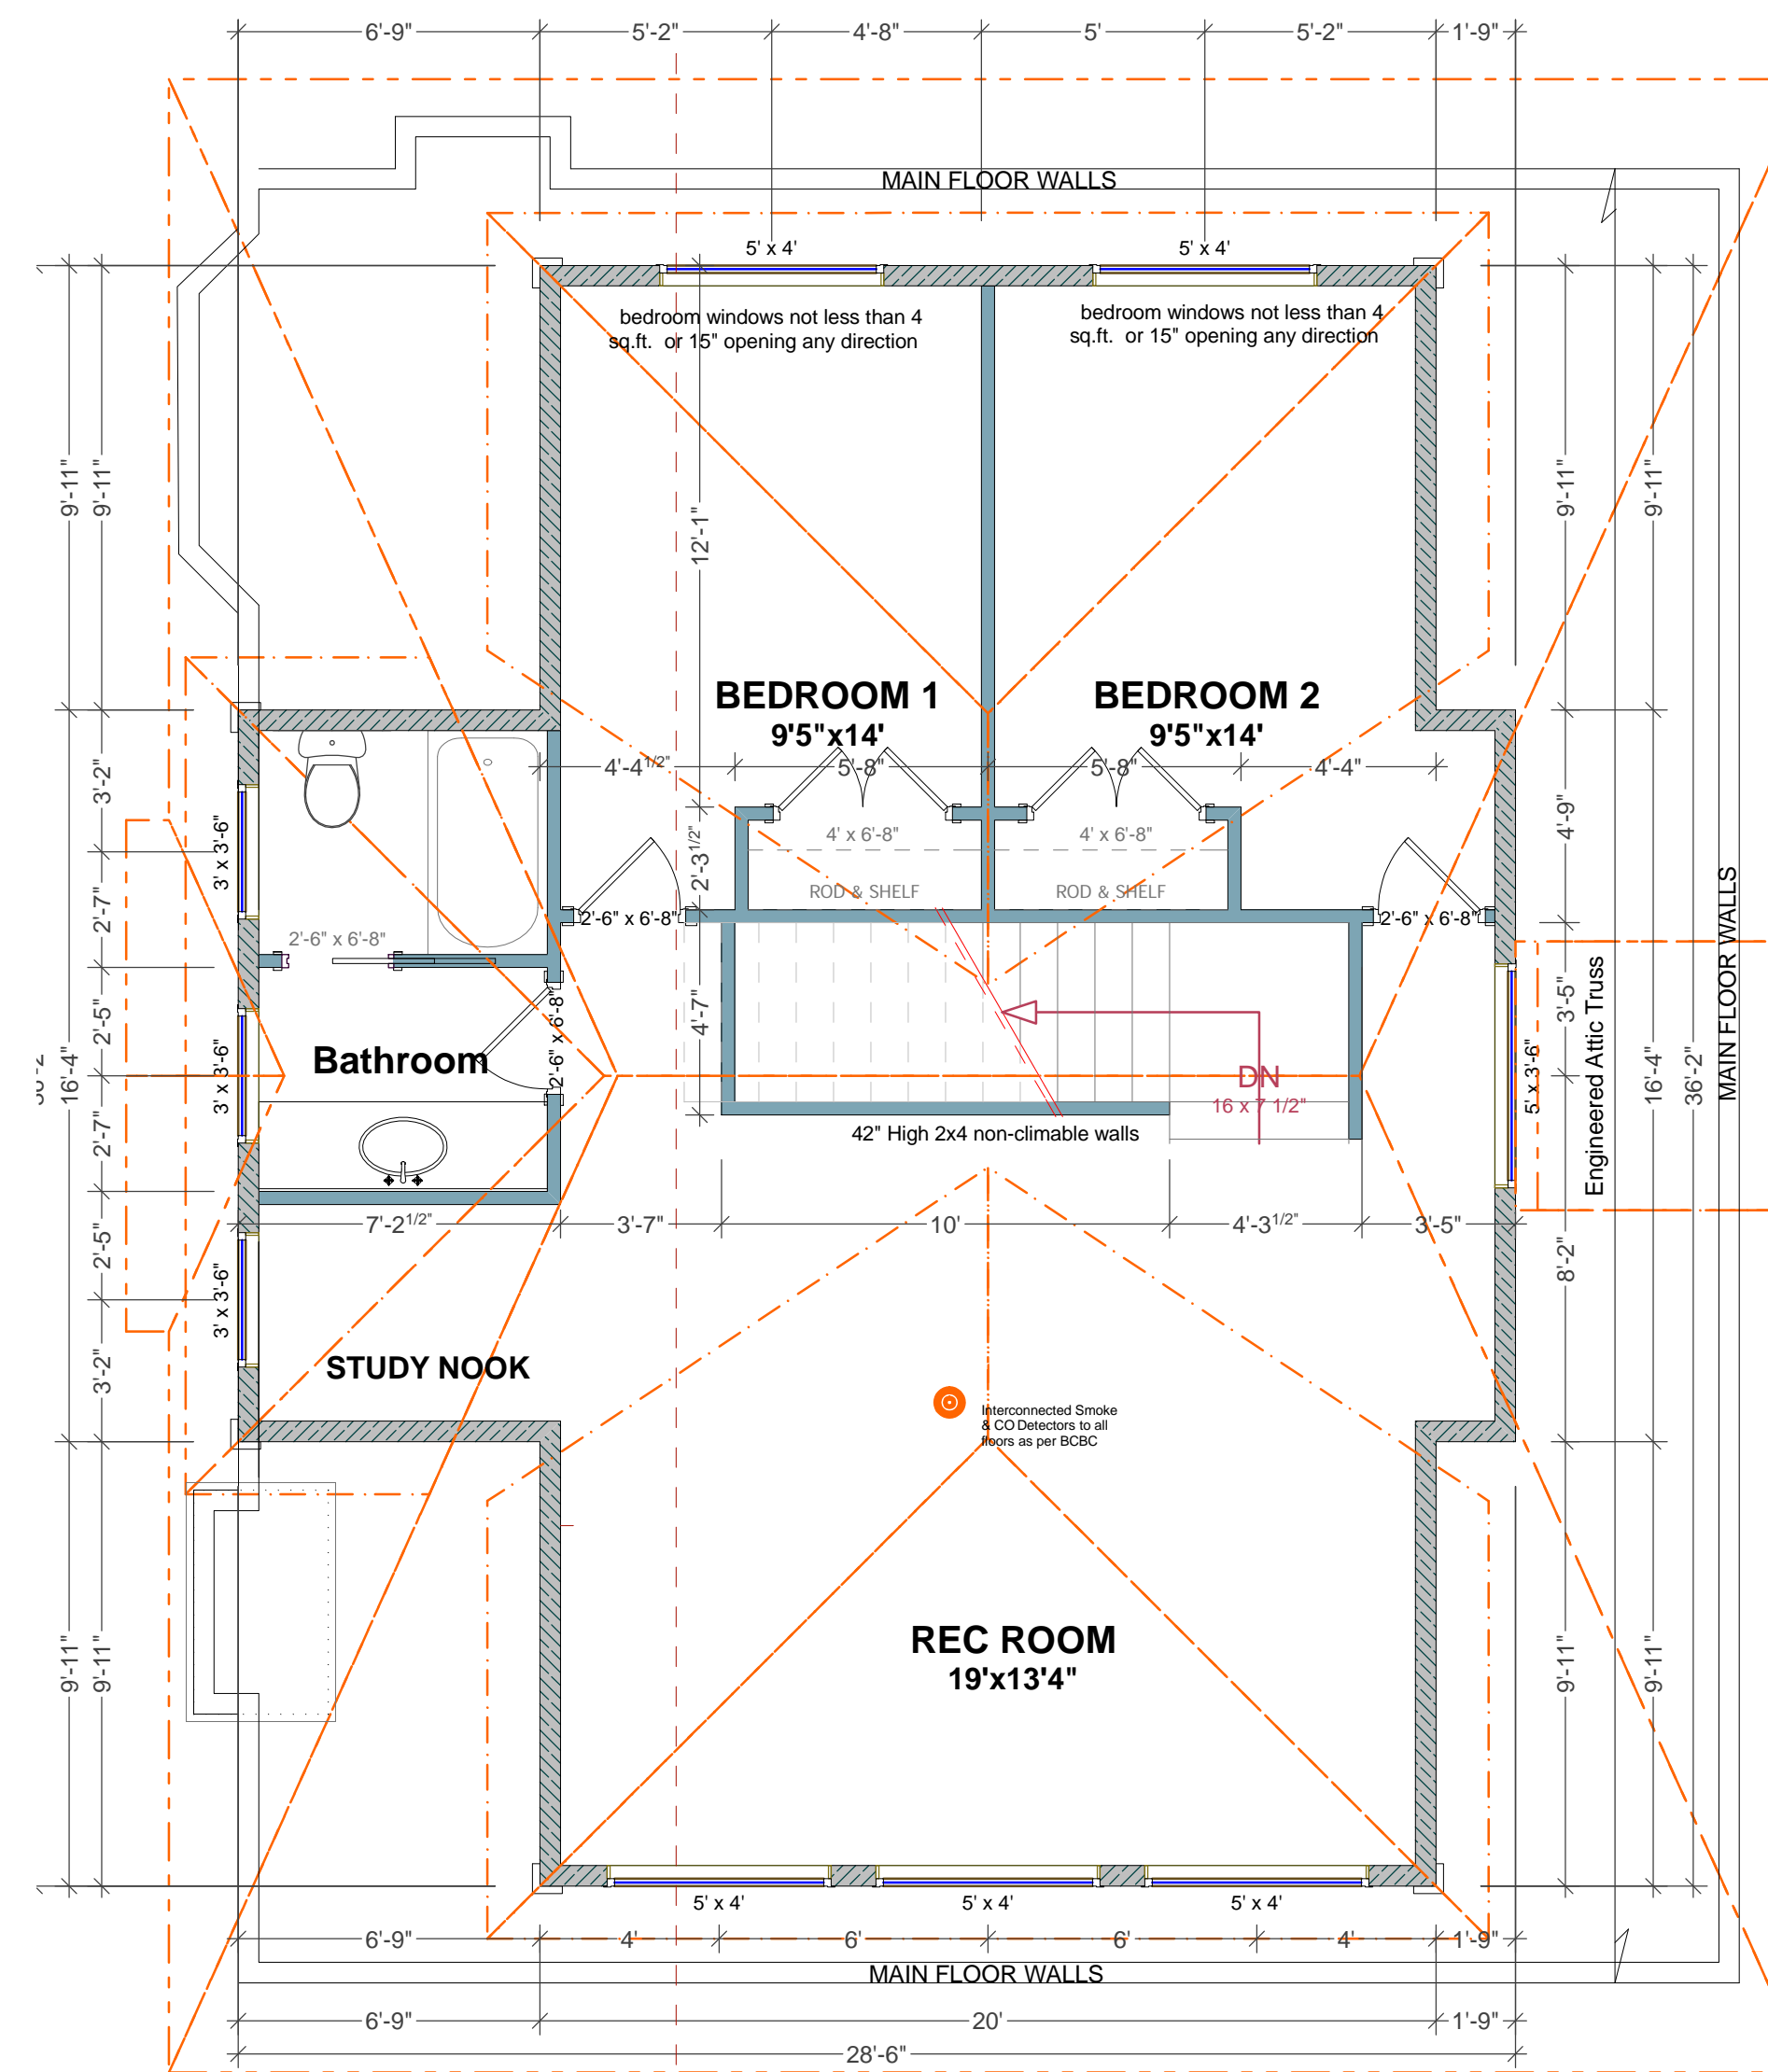 6'-9" 5'-2" 4'-8" 5' 5'-2" 1'-9"
MAIN FLOOR WALLS
5' x 4' 5' x 4'
bedroom windows not less than 4
sq.ft. or 15" opening any direction
bedroom windows not less than 4
sq.ft. or 15" opening any direction
9'-11" 9'-11" 12'-1" 9'-11" 9'-11"
BEDROOM 1
9'5"x14'
BEDROOM 2
9'5"x14'
4'-4 1/2" 5'-8" 5'-8" 4'-4"
3'-2"
4'-9"
3' x 3'-6"
4' x 6'-8" 4' x 6'-8"
2'-3 1/2"
ROD & SHELF ROD & SHELF
2'-6" x 6'-8" 2'-6" x 6'-8"
2'-7"
2'-6" x 6'-8"
MAIN FLOOR WALLS
Engineered Attic Truss
3'-5"
4'-7"
2'-5"
2'-6" x 6'-8"
Bathroom
3' x 3'-6"
16'-4"
DN
16 x 7 1/2"
5' x 3'-6"
16'-4"
36'-2"
42" High 2x4 non-climable walls
2'-7"
7'-2 1/2" 3'-7" 10' 4'-3 1/2" 3'-5"
2'-5"
8'-2"
3' x 3'-6"
STUDY NOOK
3'-2"
Interconnected Smoke
& CO Detectors to all
floors as per BCBC
REC ROOM
19'x13'4"
9'-11" 9'-11" 9'-11" 9'-11"
5' x 4' 5' x 4' 5' x 4'
6'-9" 4' 6' 6' 4' 1'-9"
MAIN FLOOR WALLS
6'-9" 20' 1'-9"
28'-6"